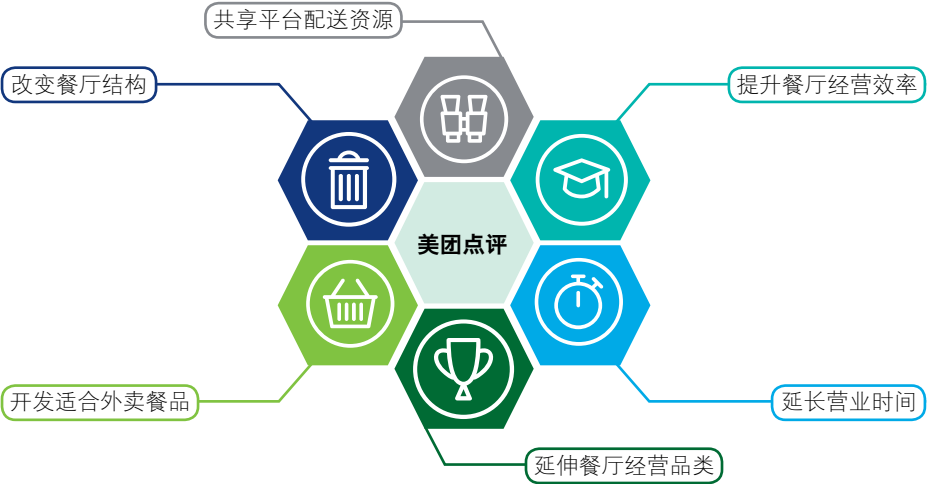 共享平台配送资源
改变餐厅结构
提升餐厅经营效率
美团点评
开发适合外卖餐品
延长营业时间
延伸餐厅经营品类